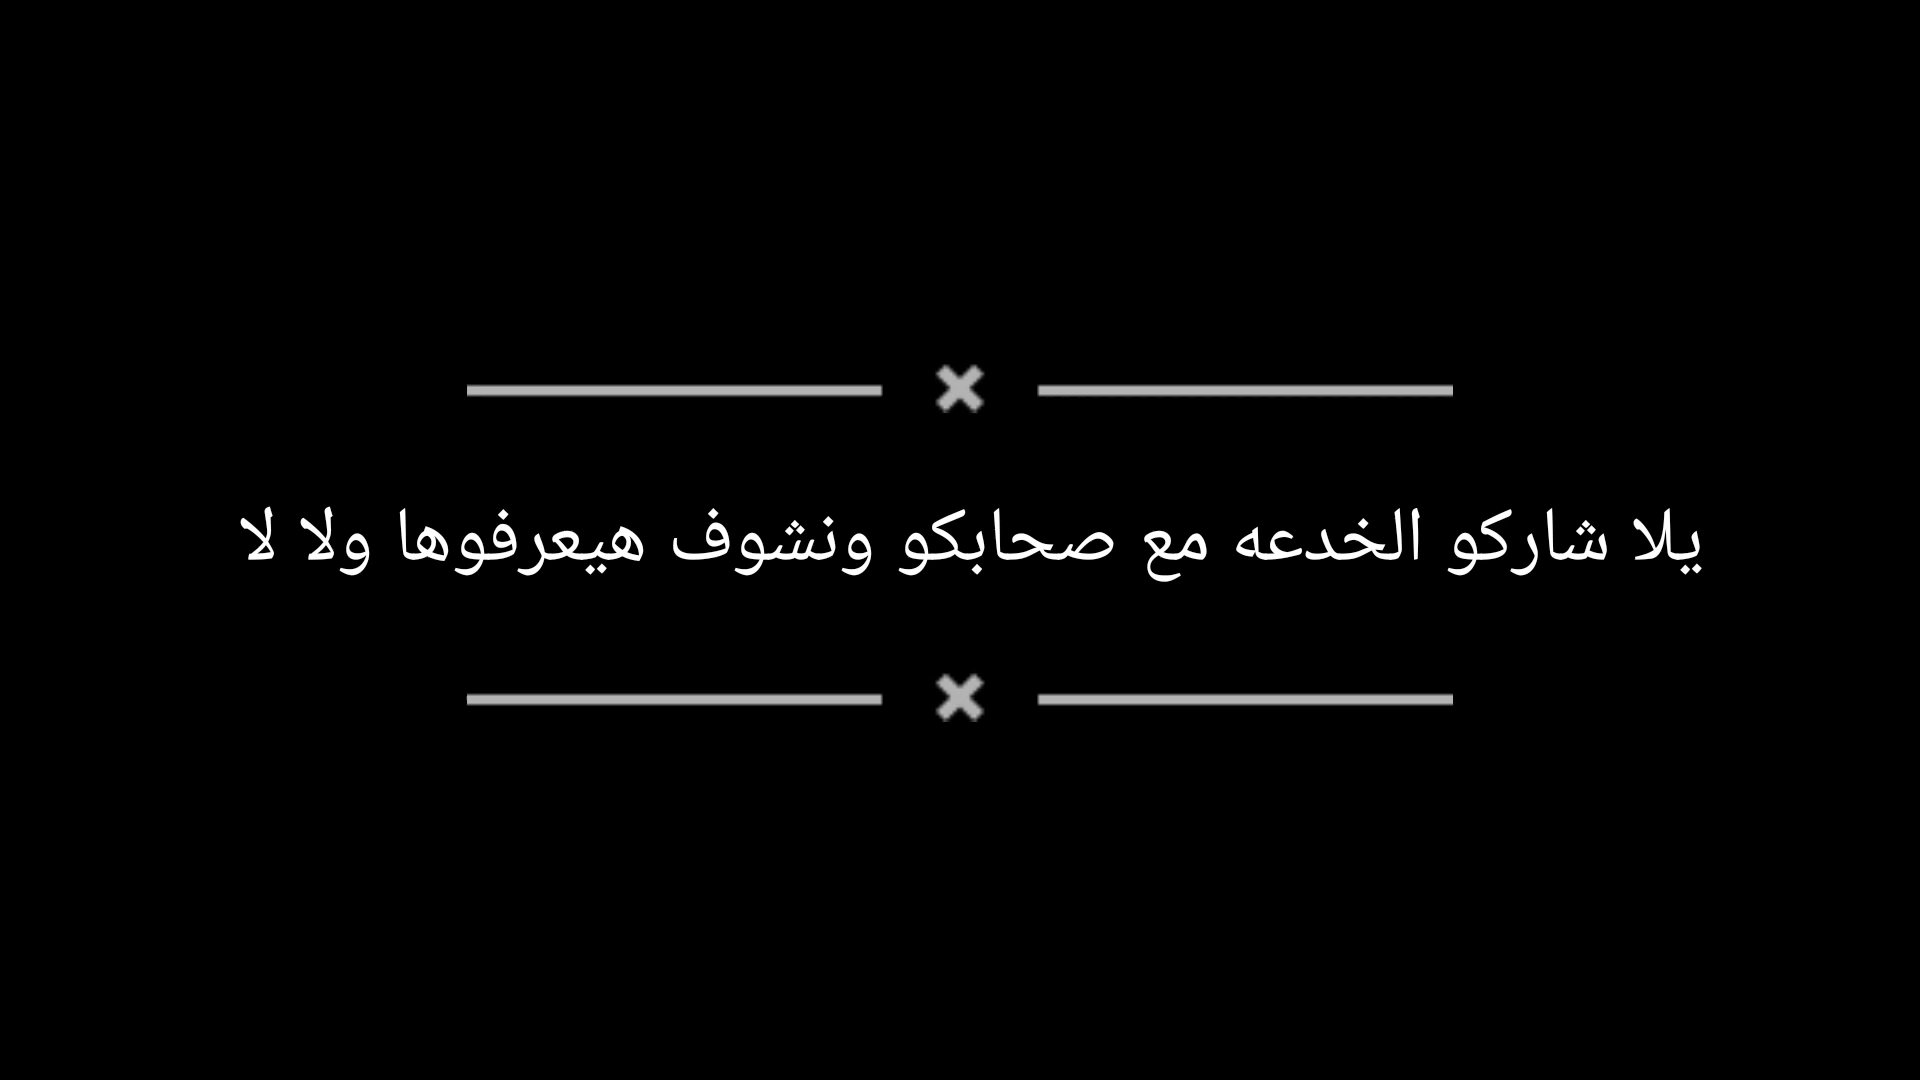 يلا شاركو الخدعه مع صحابكو ونشوف هيعرفوها ولا لا